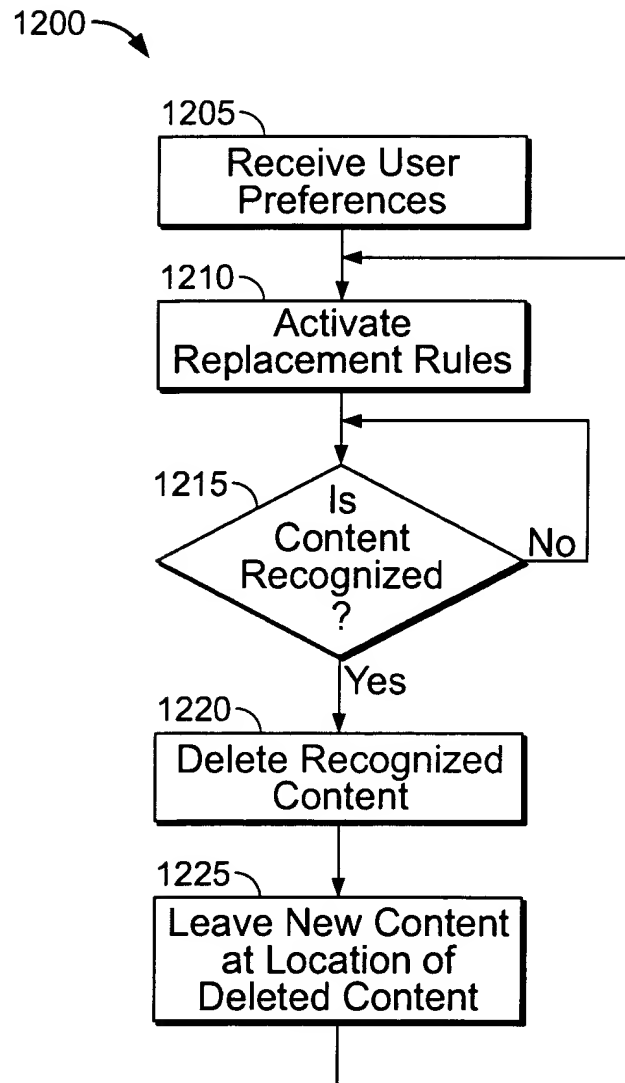 1200
1205
Receive User
Preferences
1210
Activate
Replacement Rules
1215
Is
Content
Recognized
?
No
Yes
1220
Delete Recognized
Content
1225
Leave New Content
at Location of
Deleted Content